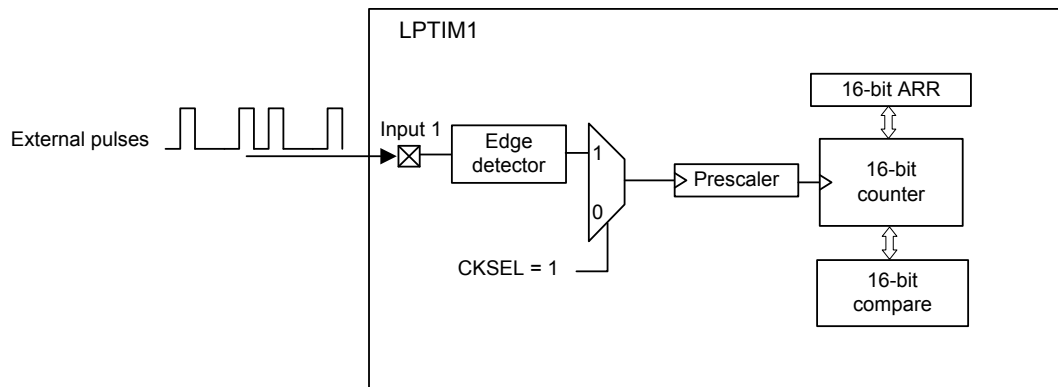 LPTIM1
External pulses
Input 1
Edge
detector
1
0
CKSEL = 1
Prescaler
16-bit ARR
16-bit
counter
16-bit
compare